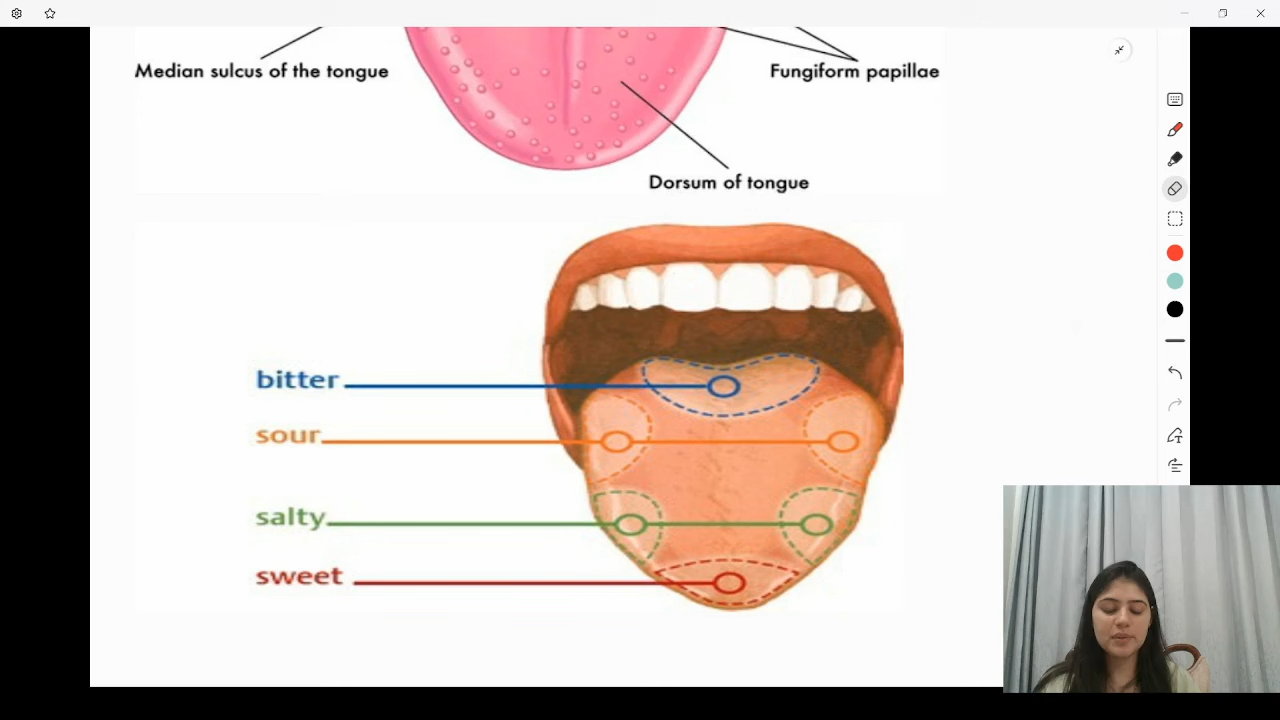 Median sulcus of the tongue
Fungiform papillae
Dorsum of tongue
bitter
sour
salty
sweet